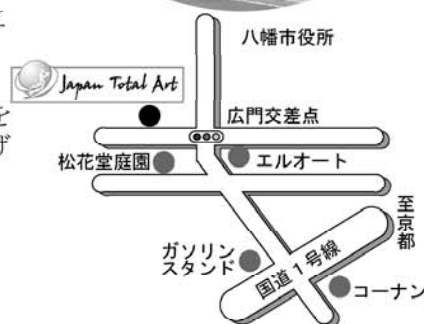 八幡市役所
Japan Total Art
を
広門交差点
松花堂庭園
エルオート
至京都
ガソリン
スタンド
国道1号線
コーナン